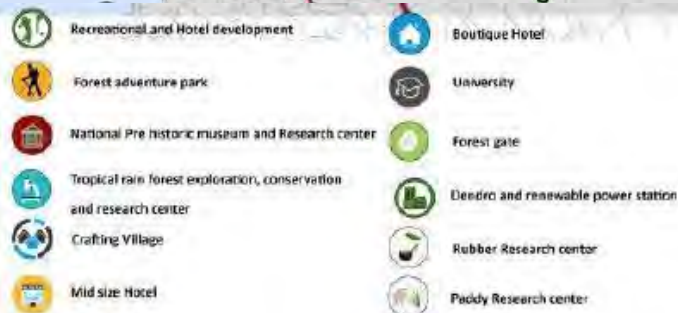 Recreational and Hotel development
Forest adventure park
National Pre historic museum and Research center
Tropical rain forest exploration, conservation
and research center
Crafting Village
Mid size Hotel
Boutique Hotel
University
Forest gate
Dendro and renewable power station
Rubber Research center
Paddy Research center